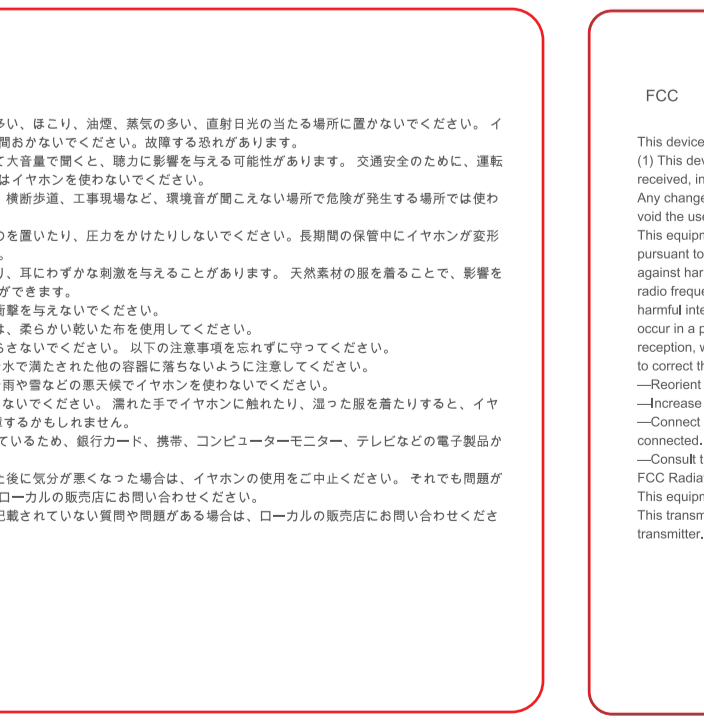 多い、ほこり、油煙、蒸気の多い、直射日光の当たる場所に置かないでください。 イ
間おかないでください。故障する恐れがあります。
て大音量で聞くと、聴力に影響を与える可能性があります。 交通安全のために、運転
はイヤホンを使わないでください。
、横断歩道、工事現場など、環境音が聞こえない場所で危険が発生する場所では使わ
のを置いたり、圧力をかけたりしないでください。長期間の保管中にイヤホンが変形
。
り、耳にわずかな刺激を与えることがあります。 天然素材の服を着ることで、影響を
ができます。
衝撃を与えないでください。
は、柔らかい乾いた布を使用してください。
らさないでください。 以下の注意事項を忘れずに守ってください。
水で満たされた他の容器に落ちないように注意してください。
雨や雪などの悪天候でイヤホンを使わないでください。
ないでください。 濡れた手でイヤホンに触れたり、湿った服を着たりすると、イヤ
するかもしれません。
ているため、銀行カード、携帯、コンピューターモニター、テレビなどの電子製品か
た後に気分が悪くなった場合は、イヤホンの使用をご中止ください。 それでも問題が
ローカルの販売店にお問い合わせください。
記載されていない質問や問題がある場合は、ローカルの販売店にお問い合わせくださ
FCC
This device
(1) This dev
received, in
Any change
void the use
This equipm
pursuant to
against har
radio freque
harmful inte
occur in a p
reception, w
to correct th
—Reorient
—Increase
—Connect
connected.
—Consult t
FCC Radia
This equipm
This transm
transmitter.